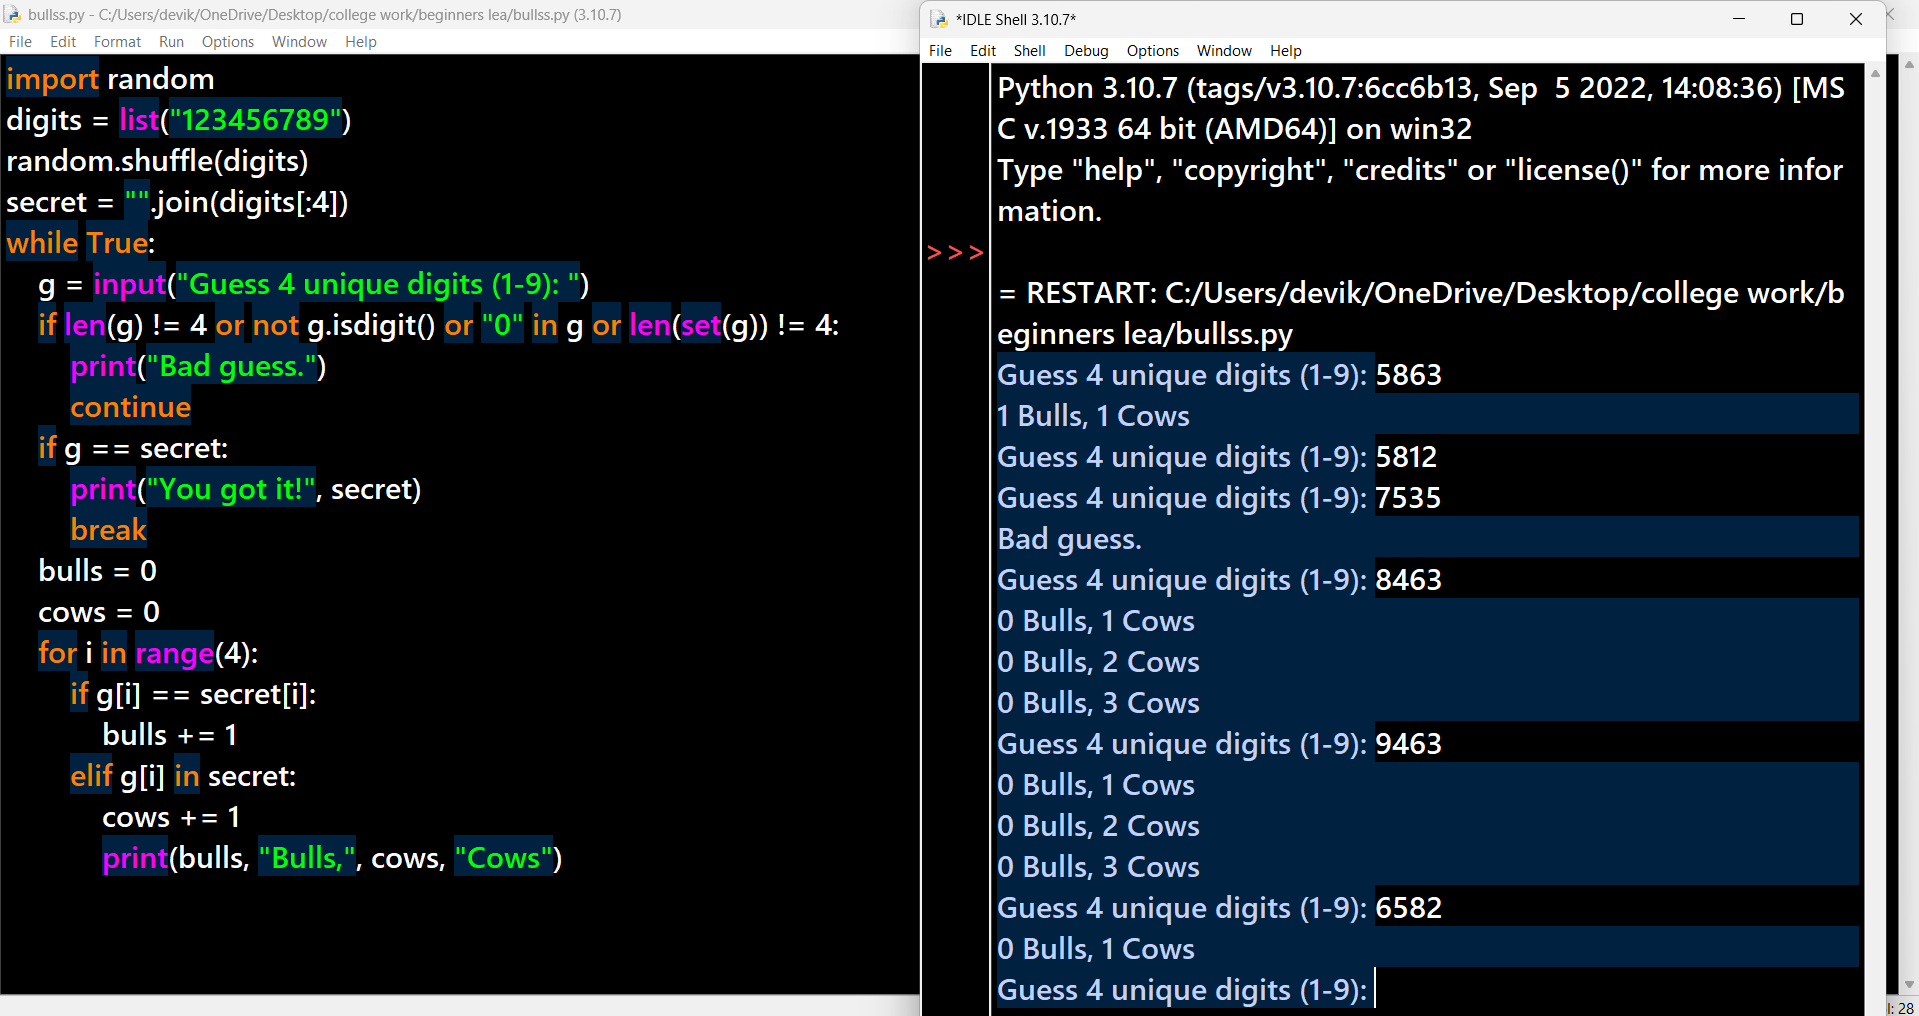 bullss.py - C:/Users/devik/OneDrive/Desktop/college work/beginners lea/bullss.py (3.10.7)
File Edit Format Run Options Window Help
import random
digits = list("123456789")
random.shuffle(digits)
secret = "".join(digits[:4])
while True:
    g = input("Guess 4 unique digits (1-9): ")
    if len(g) != 4 or not g.isdigit() or "0" in g or len(set(g)) != 4:
        print("Bad guess.")
        continue
    if g == secret:
        print("You got it!", secret)
        break
    bulls = 0
    cows = 0
    for i in range(4):
        if g[i] == secret[i]:
            bulls += 1
        elif g[i] in secret:
            cows += 1
            print(bulls, "Bulls,", cows, "Cows")
*IDLE Shell 3.10.7*
File Edit Shell Debug Options Window Help
Python 3.10.7 (tags/v3.10.7:6cc6b13, Sep  5 2022, 14:08:36) [MS
C v.1933 64 bit (AMD64)] on win32
Type "help", "copyright", "credits" or "license()" for more infor
mation.
>>>
= RESTART: C:/Users/devik/OneDrive/Desktop/college work/b
eginners lea/bullss.py
Guess 4 unique digits (1-9): 5863
1 Bulls, 1 Cows
Guess 4 unique digits (1-9): 5812
Guess 4 unique digits (1-9): 7535
Bad guess.
Guess 4 unique digits (1-9): 8463
0 Bulls, 1 Cows
0 Bulls, 2 Cows
0 Bulls, 3 Cows
Guess 4 unique digits (1-9): 9463
0 Bulls, 1 Cows
0 Bulls, 2 Cows
0 Bulls, 3 Cows
Guess 4 unique digits (1-9): 6582
0 Bulls, 1 Cows
Guess 4 unique digits (1-9):
l: 28